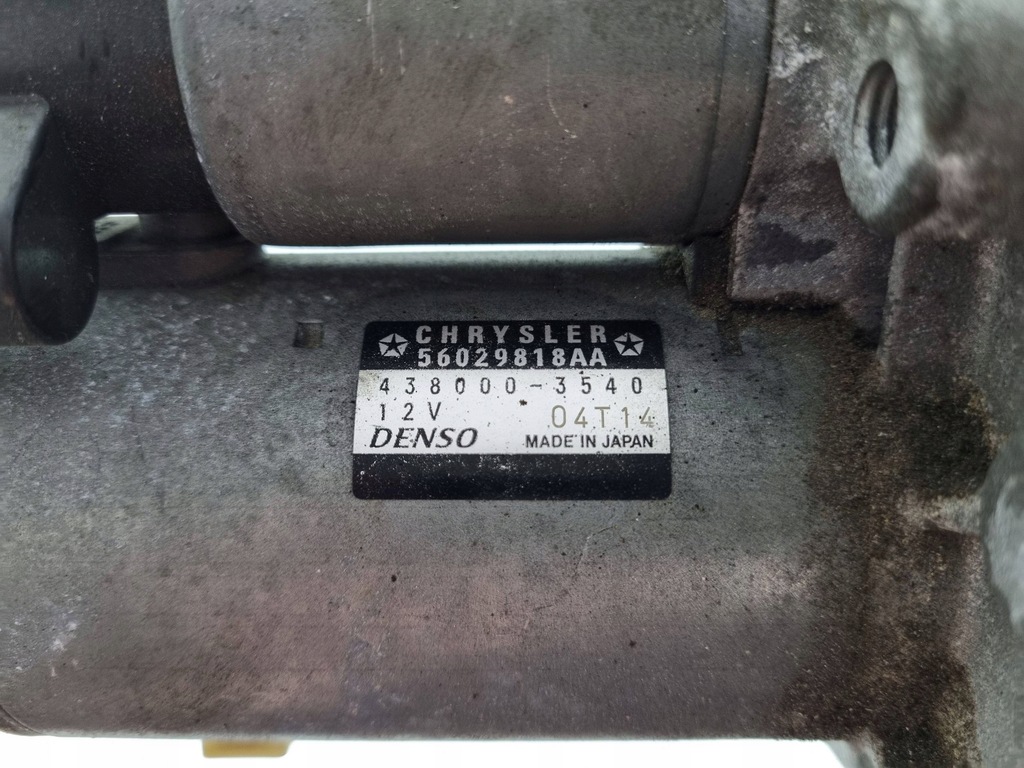 CHRYSLER
56029818AA
438000-3540
12V 04T14
DENSO MADE IN JAPAN